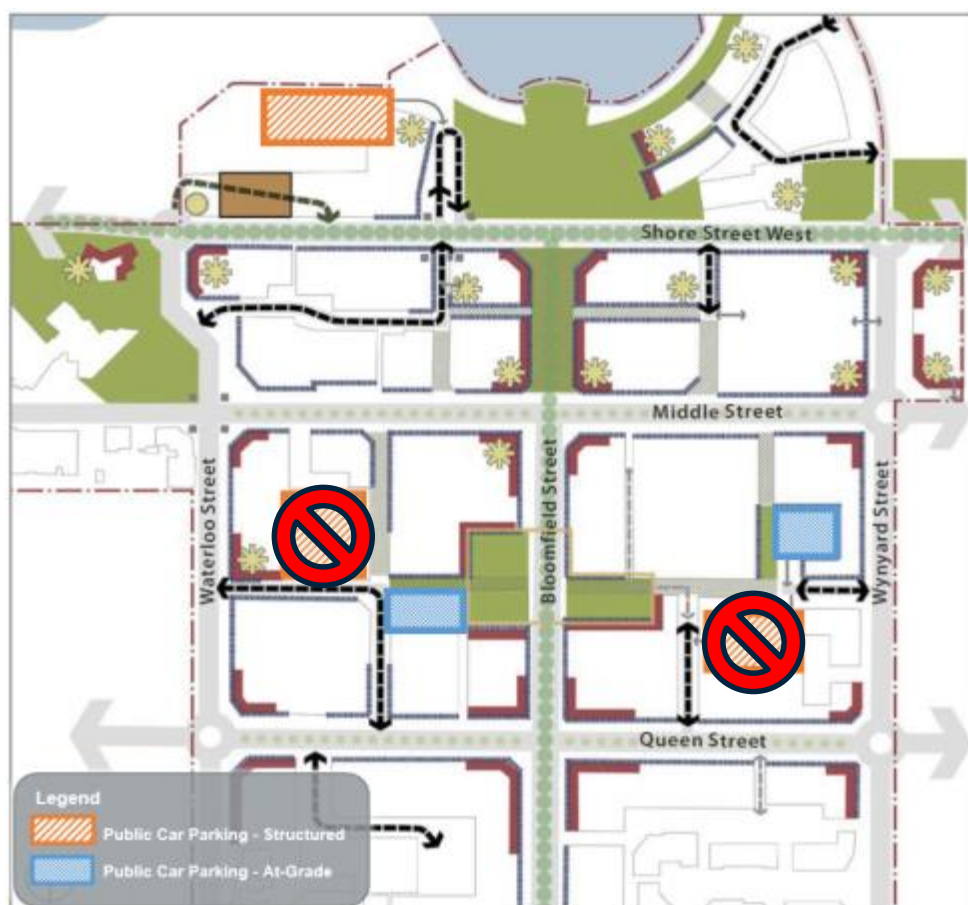 Shore Street West
Middle Street
Waterloo Street
Bloomfield Street
Wynyard Street
Queen Street
Legend
Public Car Parking - Structured
Public Car Parking - At-Grade